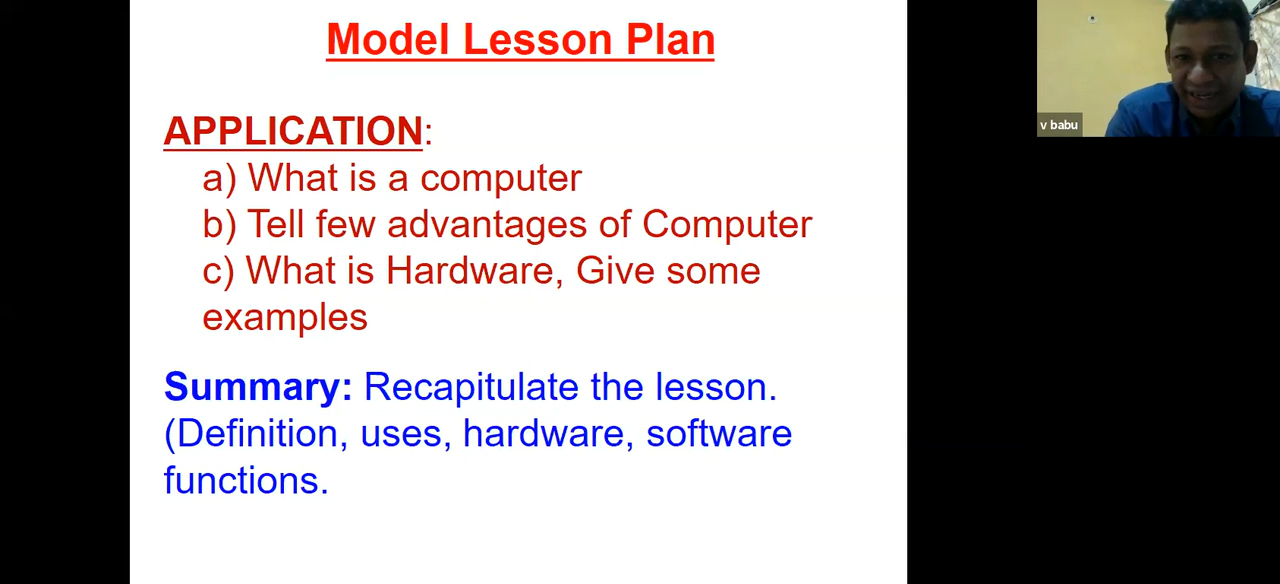 Model Lesson Plan
APPLICATION:
a) What is a computer
b) Tell few advantages of Computer
c) What is Hardware, Give some
examples
Summary: Recapitulate the lesson.
(Definition, uses, hardware, software
functions.
v babu